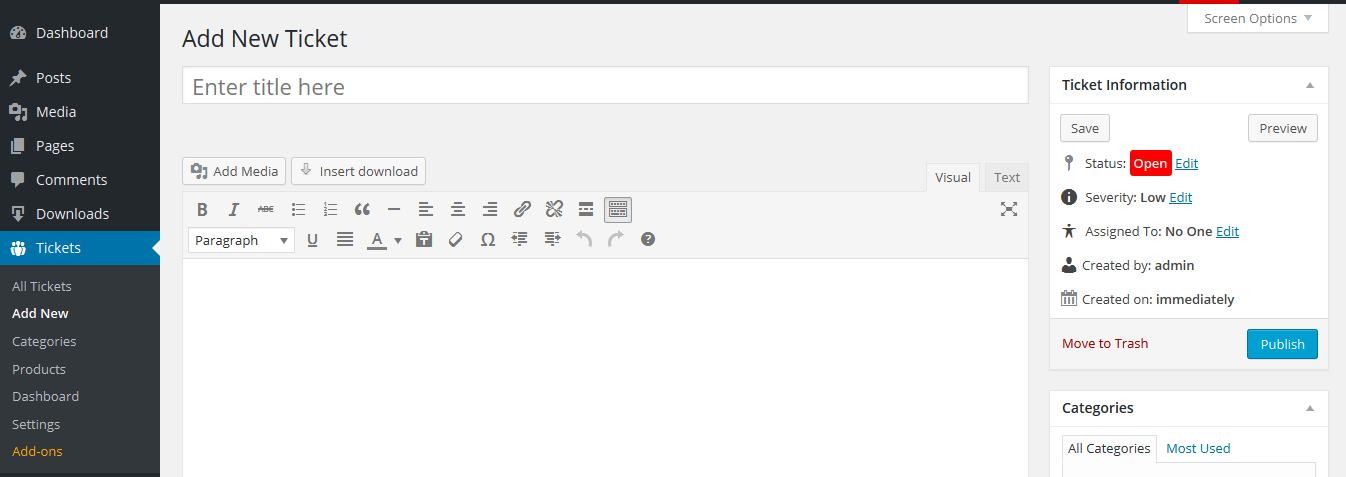 Dashboard
Posts
Media
Pages
Comments
Downloads
Tickets
All Tickets
Add New
Categories
Products
Dashboard
Settings
Add-ons
Screen Options
Add New Ticket
Enter title here
Add Media
Insert download
Visual
Text
B I ABC
Paragraph
U A Ω ?
Ticket Information
Save
Preview
Status: Open Edit
Severity: Low Edit
Assigned To: No One Edit
Created by: admin
Created on: immediately
Move to Trash
Publish
Categories
All Categories
Most Used